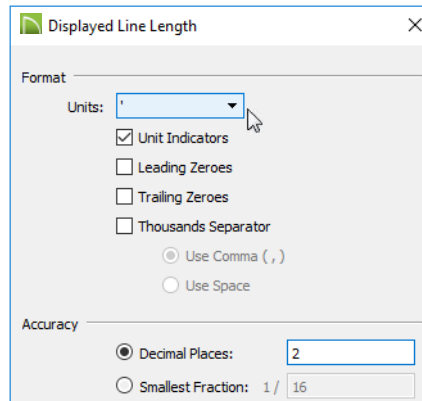 Displayed Line Length
Format
Units: '
Unit Indicators
Leading Zeroes
Trailing Zeroes
Thousands Separator
Use Comma ( , )
Use Space
Accuracy
Decimal Places: 2
Smallest Fraction: 1 / 16